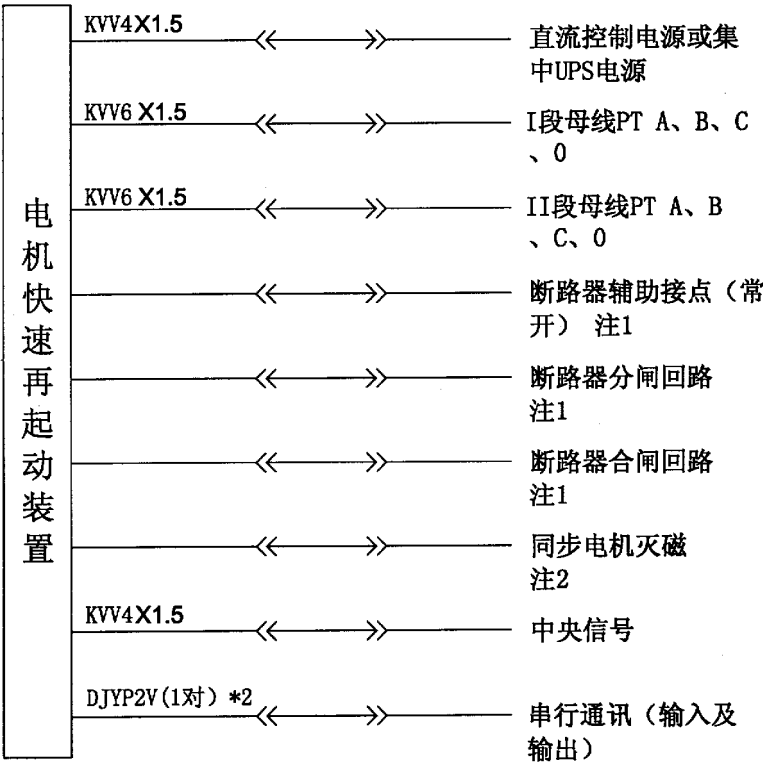 电机快速再起动装置
KVV4X1.5
直流控制电源或集
中UPS电源
KVV6 X1.5
I段母线PT A、B、C
、0
KVV6 X1.5
II段母线PT A、B
、C、0
断路器辅助接点（常
开） 注1
断路器分闸回路
注1
断路器合闸回路
注1
同步电机灭磁
注2
KVV4X1.5
中央信号
DJYP2V(1对) *2
串行通讯（输入及
输出）